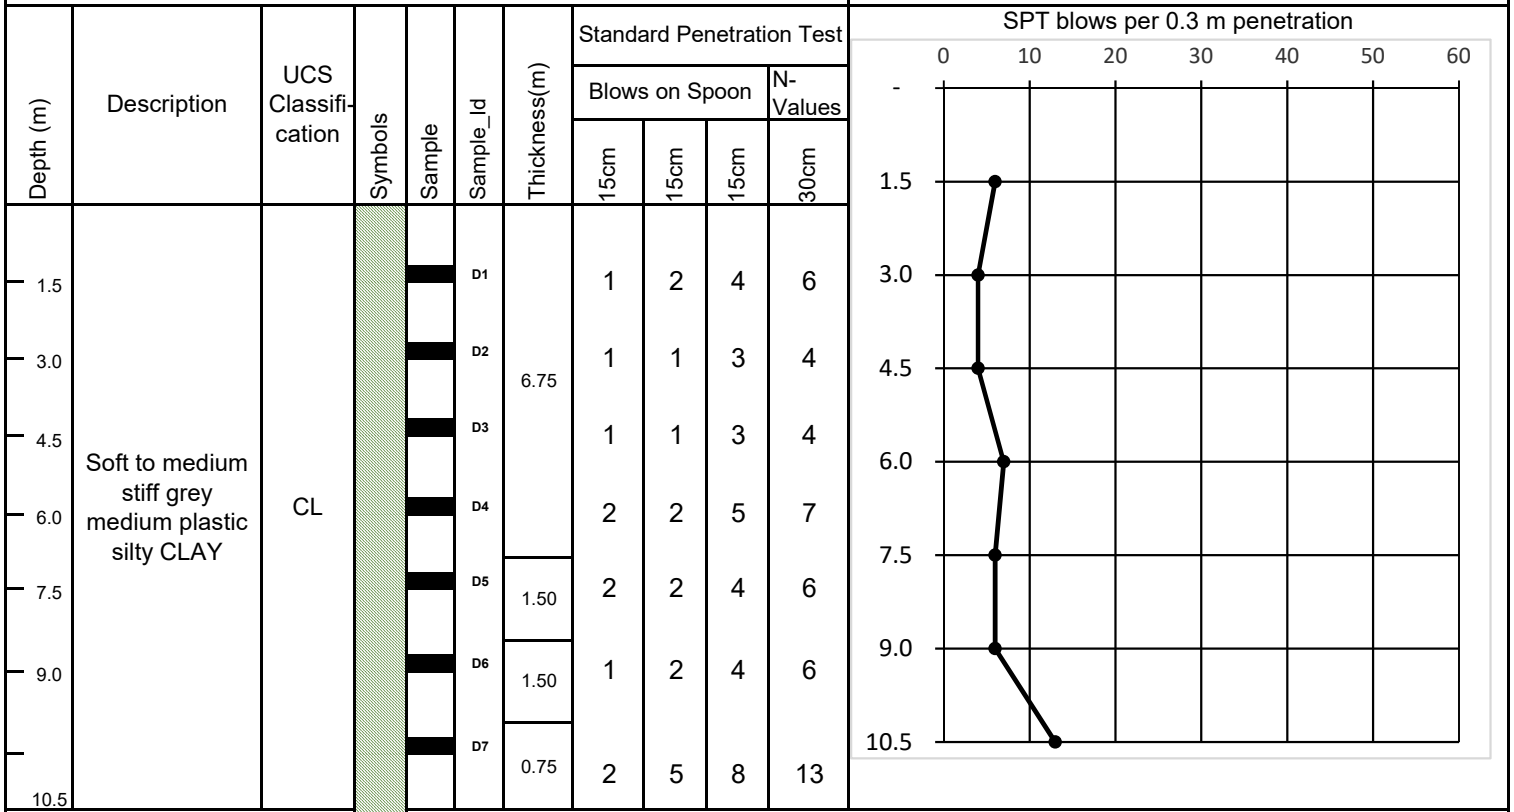 Depth (m)
Description
UCS
Classifi-
cation
Symbols
Sample
Sample_Id
Thickness(m)
Standard Penetration Test
Blows on Spoon
N-
Values
15cm
15cm
15cm
30cm
1.5
D1
1 2 4 6
3.0
D2
1 1 3 4
6.75
4.5
D3
1 1 3 4
Soft to medium
stiff grey
medium plastic
silty CLAY
CL
6.0
D4
2 2 5 7
7.5
D5
1.50
2 2 4 6
9.0
D6
1.50
1 2 4 6
D7
0.75
2 5 8 13
10.5
SPT blows per 0.3 m penetration
0 10 20 30 40 50 60
-
1.5
3.0
4.5
6.0
7.5
9.0
10.5